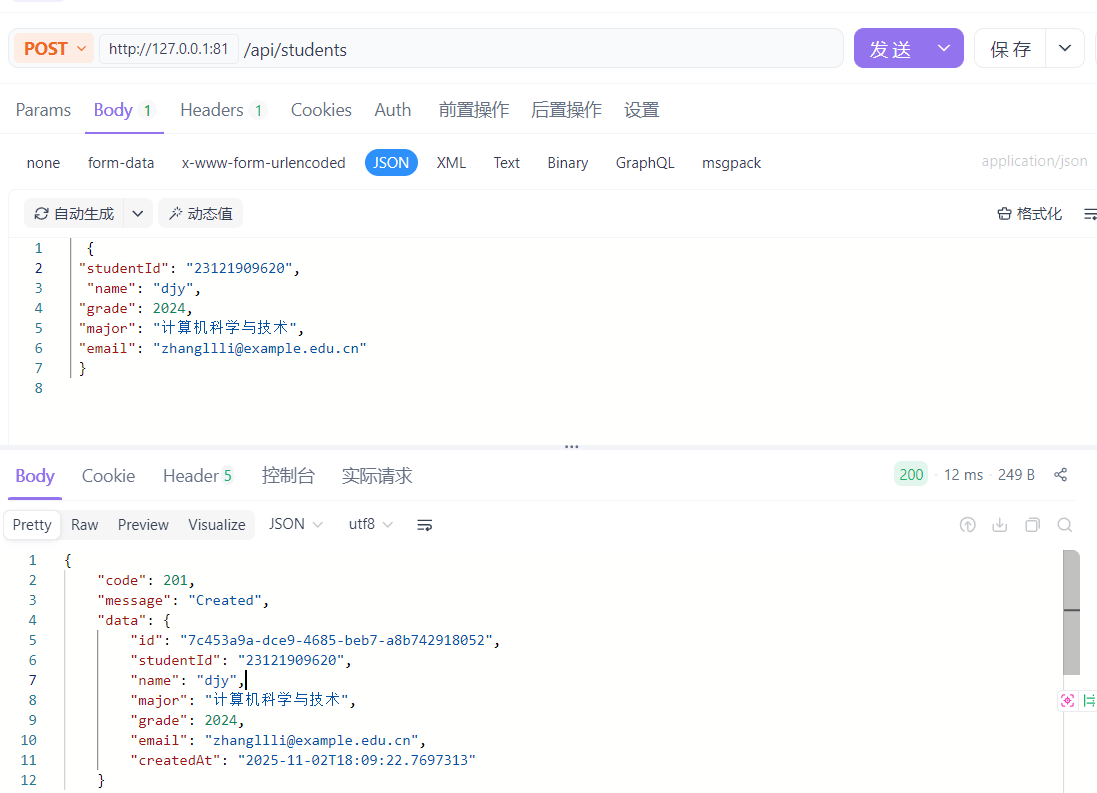 POST http://127.0.0.1:81 /api/students 发 送 保 存
Params Body 1 Headers 1 Cookies Auth 前置操作 后置操作 设置
none form-data x-www-form-urlencoded JSON XML Text Binary GraphQL msgpack application/json
自动生成 动态值 格式化
1 {
2 "studentId": "23121909620",
3 "name": "djy",
4 "grade": 2024,
5 "major": "计算机科学与技术",
6 "email": "zhangllli@example.edu.cn"
7 }
8
Body Cookie Header 5 控制台 实际请求 200 · 12 ms · 249 B
Pretty Raw Preview Visualize JSON utf8
1 {
2 "code": 201,
3 "message": "Created",
4 "data": {
5 "id": "7c453a9a-dce9-4685-beb7-a8b742918052",
6 "studentId": "23121909620",
7 "name": "djy",
8 "major": "计算机科学与技术",
9 "grade": 2024,
10 "email": "zhangllli@example.edu.cn",
11 "createdAt": "2025-11-02T18:09:22.7697313"
12 }